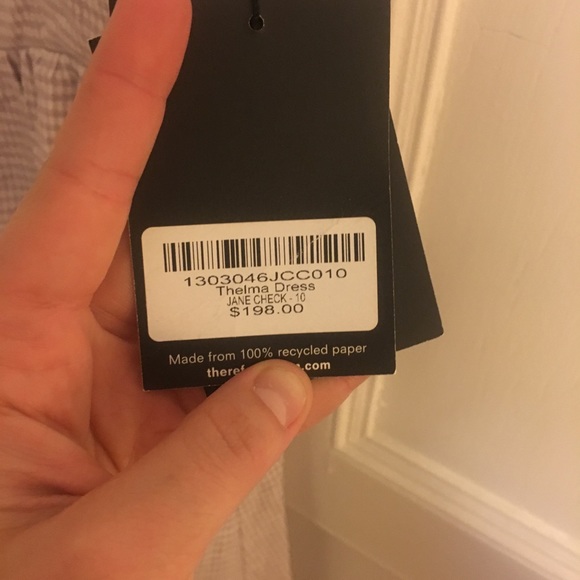 1303046JCC010
Thelma Dress
JANE CHECK - 10
$198.00
Made from 100% recycled paper